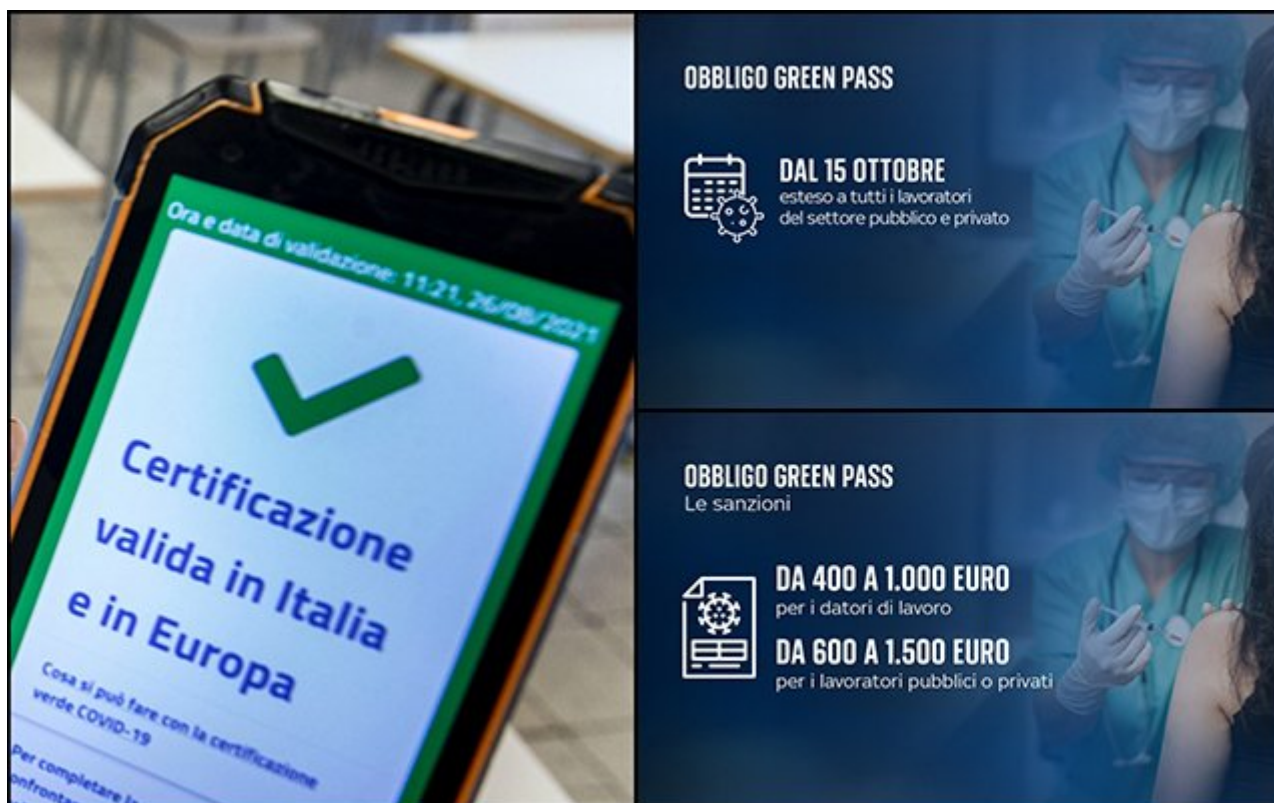 Ora e data di validazione: 11:21, 26/08/2021
Certificazione
valida in Italia
e in Europa
Cosa si può fare con la certificazione
verde COVID-19
Per completare
OBBLIGO GREEN PASS
DAL 15 OTTOBRE
esteso a tutti i lavoratori
del settore pubblico e privato
OBBLIGO GREEN PASS
Le sanzioni
DA 400 A 1.000 EURO
per i datori di lavoro
DA 600 A 1.500 EURO
per i lavoratori pubblici o privati